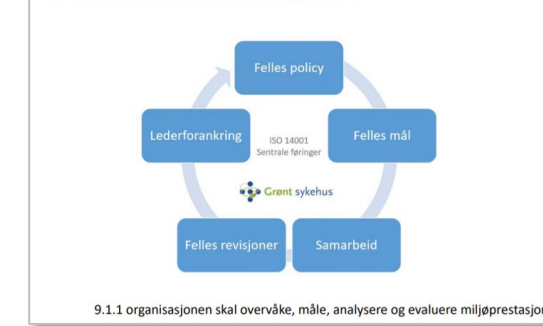 Felles policy
Lederforankring
ISO 14001
Sentrale føringer
Felles mål
Grønt sykehus
Felles revisjoner
Samarbeid
9.1.1 organisasjonen skal overvåke, måle, analysere og evaluere